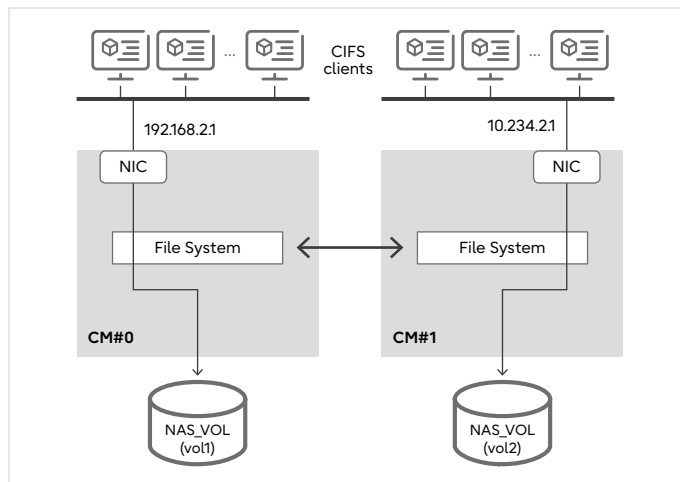 ... CIFS clients ...
192.168.2.1 10.234.2.1
NIC NIC
File System File System
CM#0 CM#1
NAS_VOL (vol1) NAS_VOL (vol2)